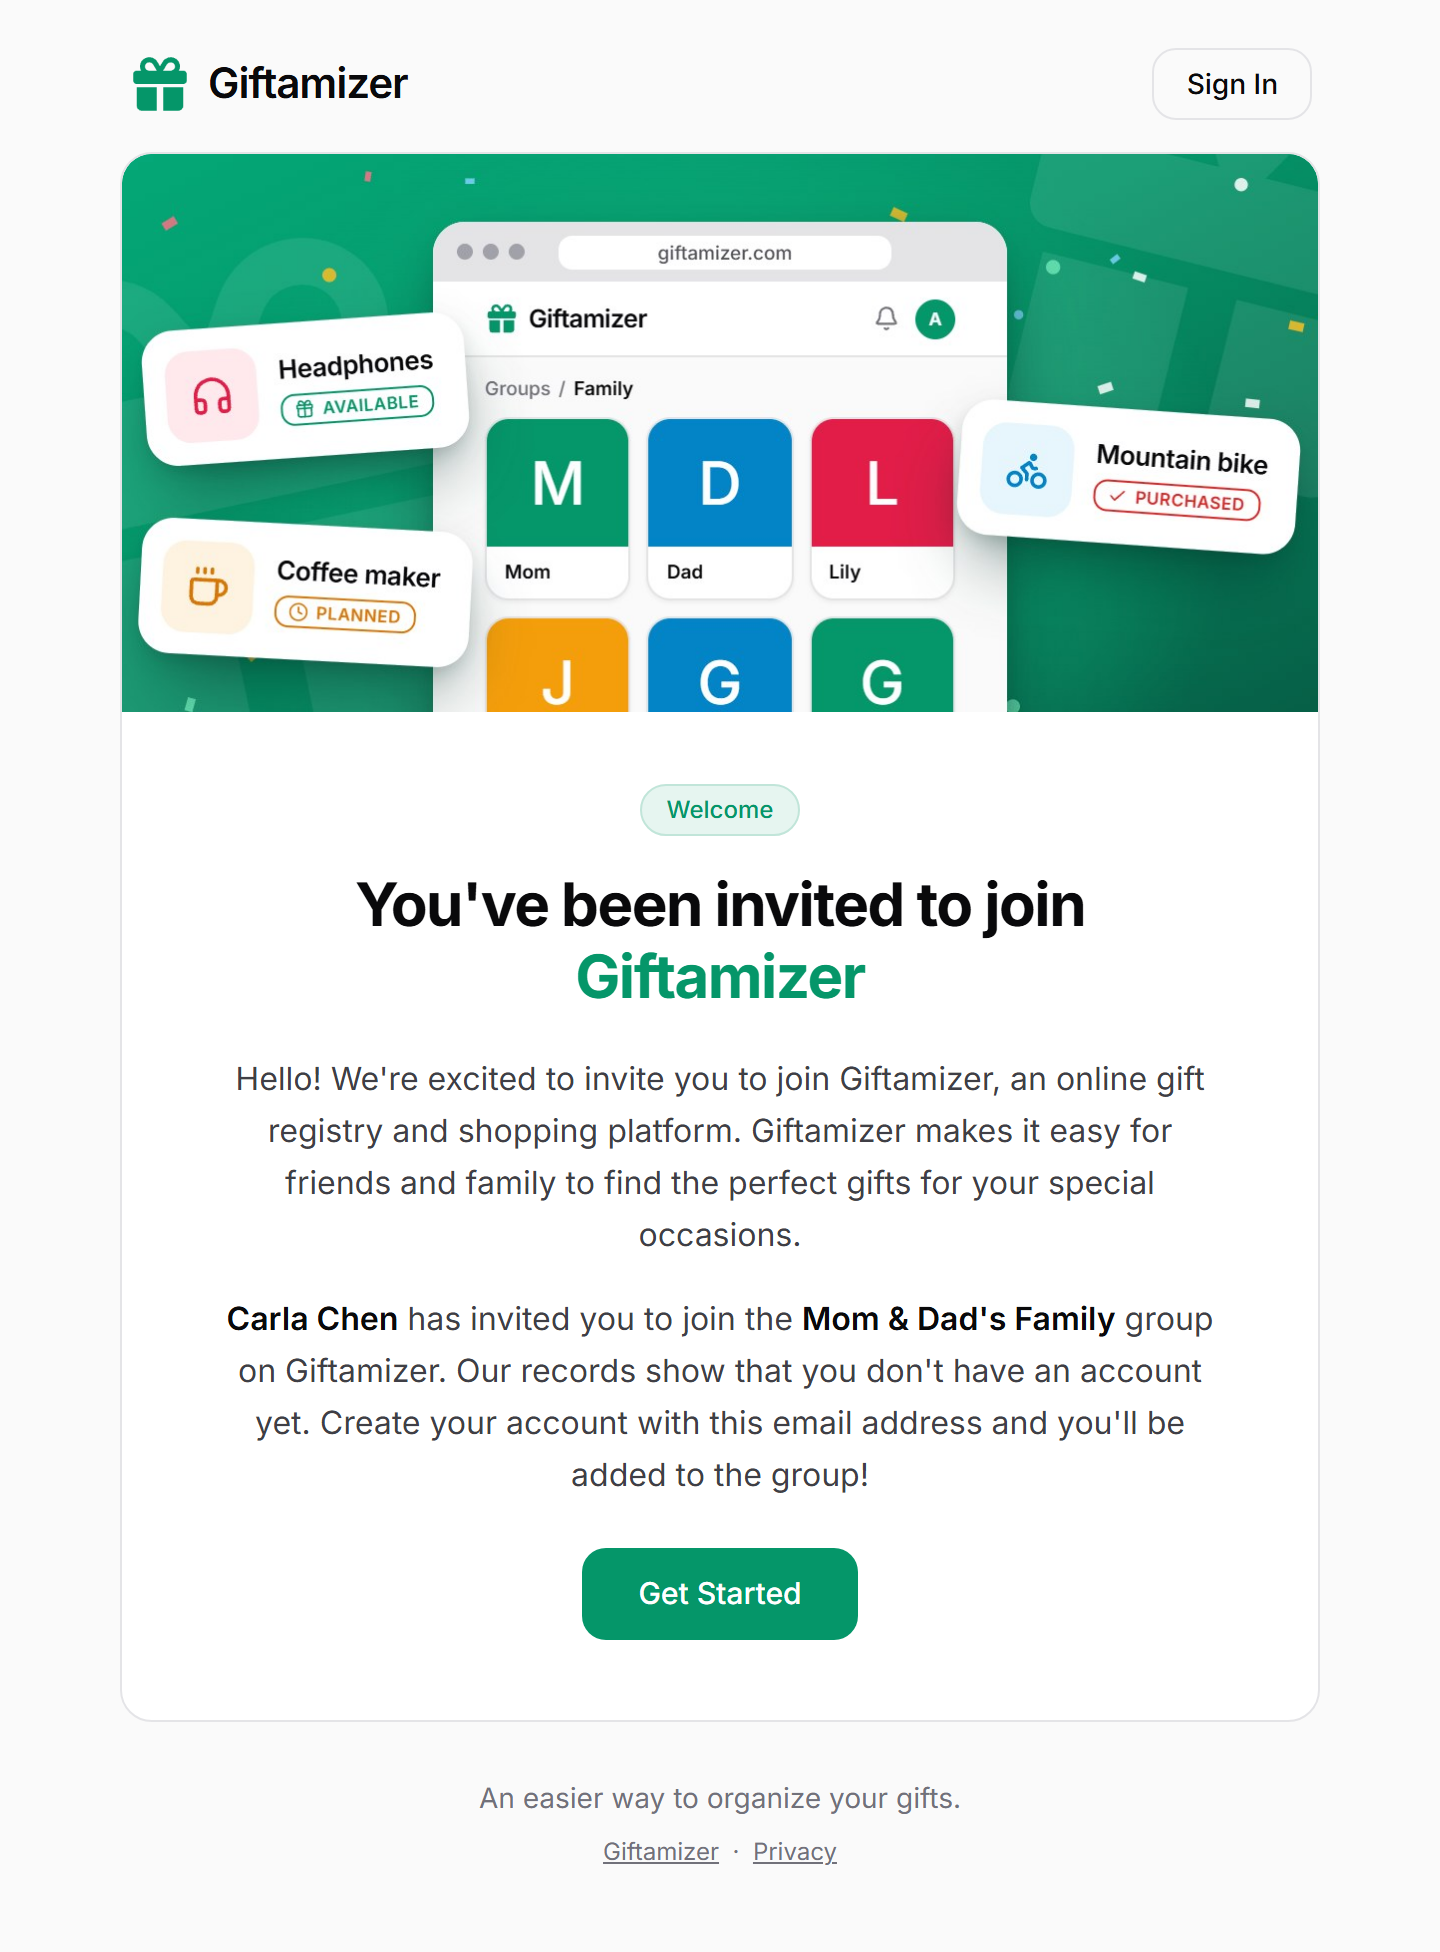 Giftamizer
Sign In
giftamizer.com
Giftamizer
A
Groups / Family
Headphones
AVAILABLE
Coffee maker
PLANNED
Mountain bike
PURCHASED
M
D
L
Mom
Dad
Lily
J
G
G
Welcome
You've been invited to join
Giftamizer
Hello! We're excited to invite you to join Giftamizer, an online gift
registry and shopping platform. Giftamizer makes it easy for
friends and family to find the perfect gifts for your special
occasions.
Carla Chen has invited you to join the Mom & Dad's Family group
on Giftamizer. Our records show that you don't have an account
yet. Create your account with this email address and you'll be
added to the group!
Get Started
An easier way to organize your gifts.
Giftamizer · Privacy